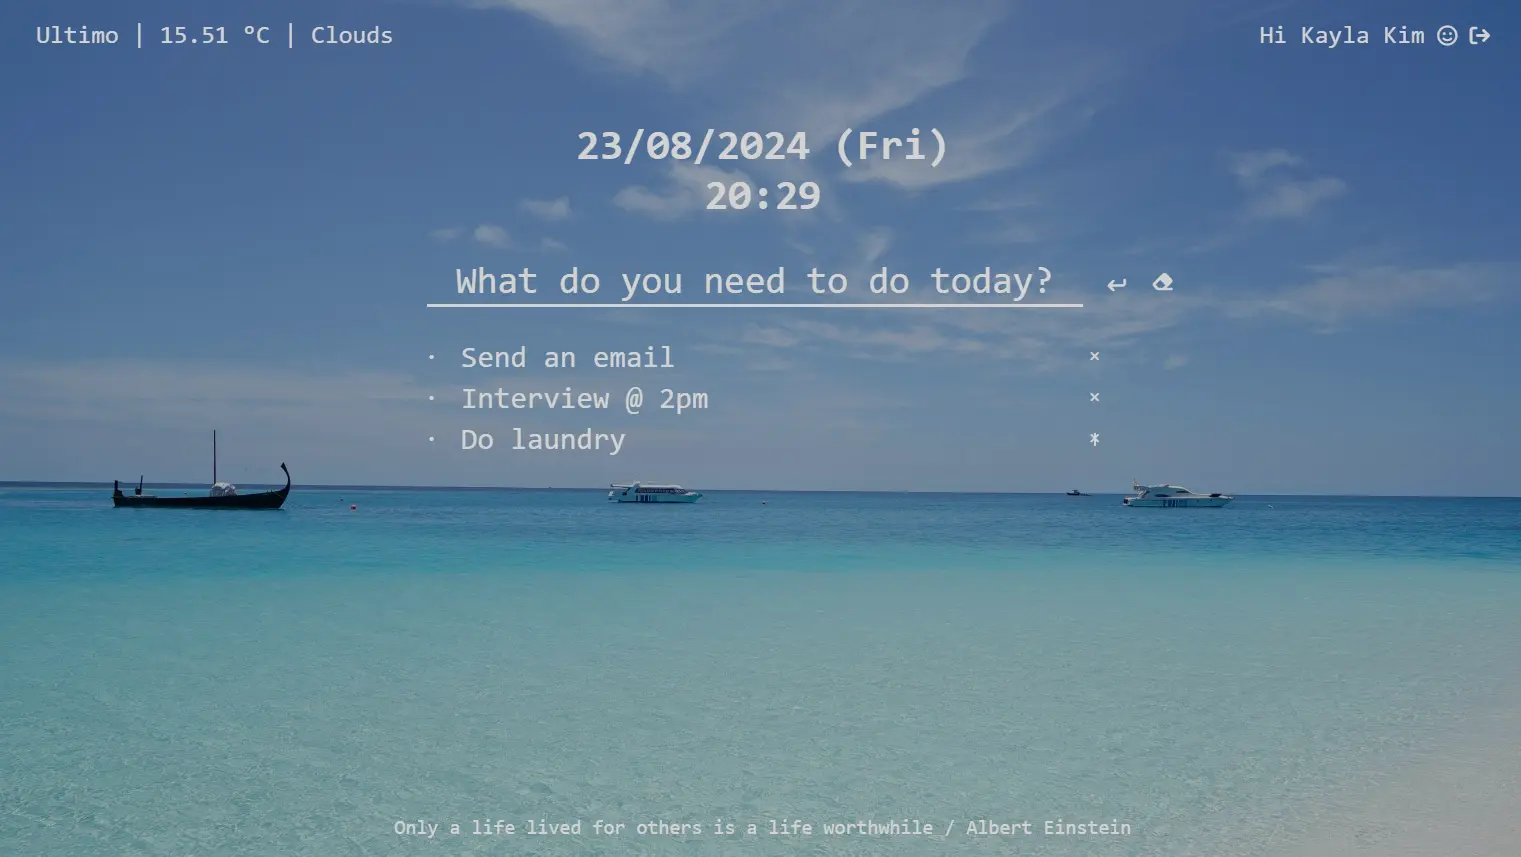 Ultimo | 15.51 °C | Clouds
Hi Kayla Kim
23/08/2024 (Fri)
20:29
What do you need to do today?
· Send an email ×
· Interview @ 2pm ×
· Do laundry ×
Only a life lived for others is a life worthwhile / Albert Einstein